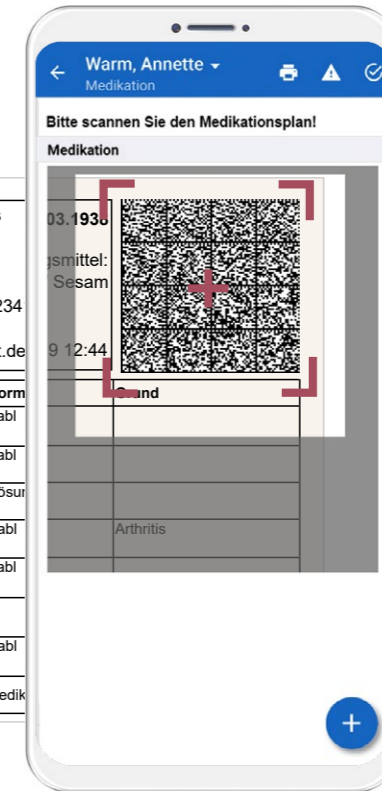 Warm, Annette
Medikation
Bitte scannen Sie den Medikationsplan!
Medikation
03.1938
gsmittel:
Sesam
234
t.de
9 12:44
orm
Grund
abl
abl
ösur
abl
Arthritis
abl
abl
edik